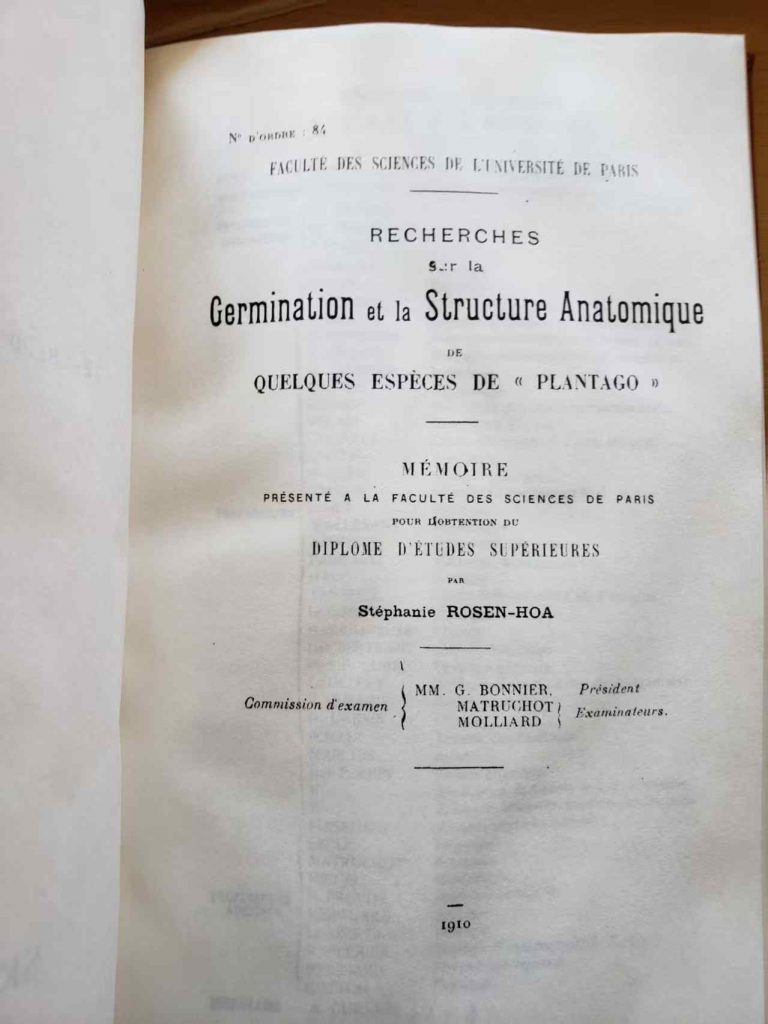 N° D'ORDRE : 84
FACULTÉ DES SCIENCES DE L'UNIVERSITÉ DE PARIS
RECHERCHES
sur la
Germination et la Structure Anatomique
DE
QUELQUES ESPÈCES DE « PLANTAGO »
MÉMOIRE
PRÉSENTÉ A LA FACULTÉ DES SCIENCES DE PARIS
POUR L'OBTENTION DU
DIPLOME D'ÉTUDES SUPÉRIEURES
PAR
Stéphanie ROSEN-HOA
Commission d'examen { MM. G. BONNIER, Président
MATRUCHOT } Examinateurs.
MOLLIARD
1910